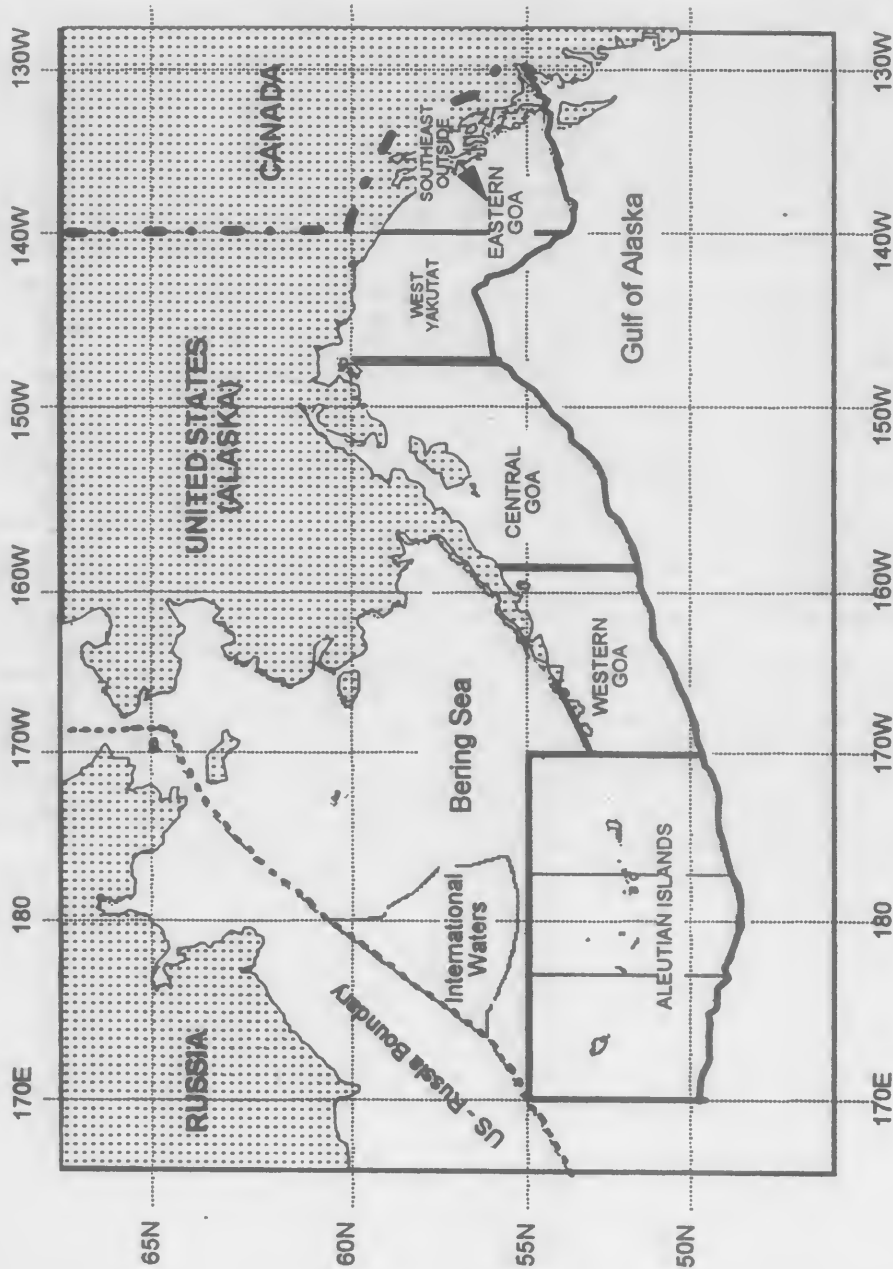 170E
180
170W
160W
150W
140W
130W
65N
60N
55N
50N
RUSSIA
UNITED STATES
(ALASKA)
CANADA
US - Russia Boundary
International
Waters
Bering Sea
ALEUTIAN ISLANDS
WESTERN
GOA
CENTRAL
GOA
WEST
YAKUTAT
SOUTHEAST
OUTSIDE
EASTERN
GOA
Gulf of Alaska
170E
180
170W
160W
150W
140W
130W